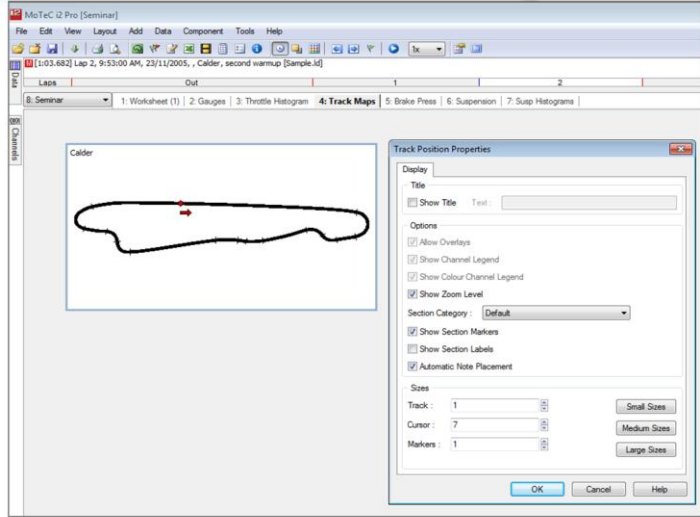 MoTeC i2 Pro [Seminar]
File Edit View Layout Add Data Component Tools Help
1x
[1:03.682] Lap 2, 9:53:00 AM, 23/11/2005, , Calder, second warmup [Sample.ld]
Data
Laps Out 1 2
8: Seminar 1: Worksheet (1) 2: Gauges 3: Throttle Histogram 4: Track Maps 5: Brake Press 6: Suspension 7: Susp Histograms
Channels
Calder
Track Position Properties
Display
Title
Show Title Text:
Options
Allow Overlays
Show Channel Legend
Show Colour Channel Legend
Show Zoom Level
Section Category : Default
Show Section Markers
Show Section Labels
Automatic Note Placement
Sizes
Track : 1 Small Sizes
Cursor : 7 Medium Sizes
Markers : 1 Large Sizes
OK Cancel Help